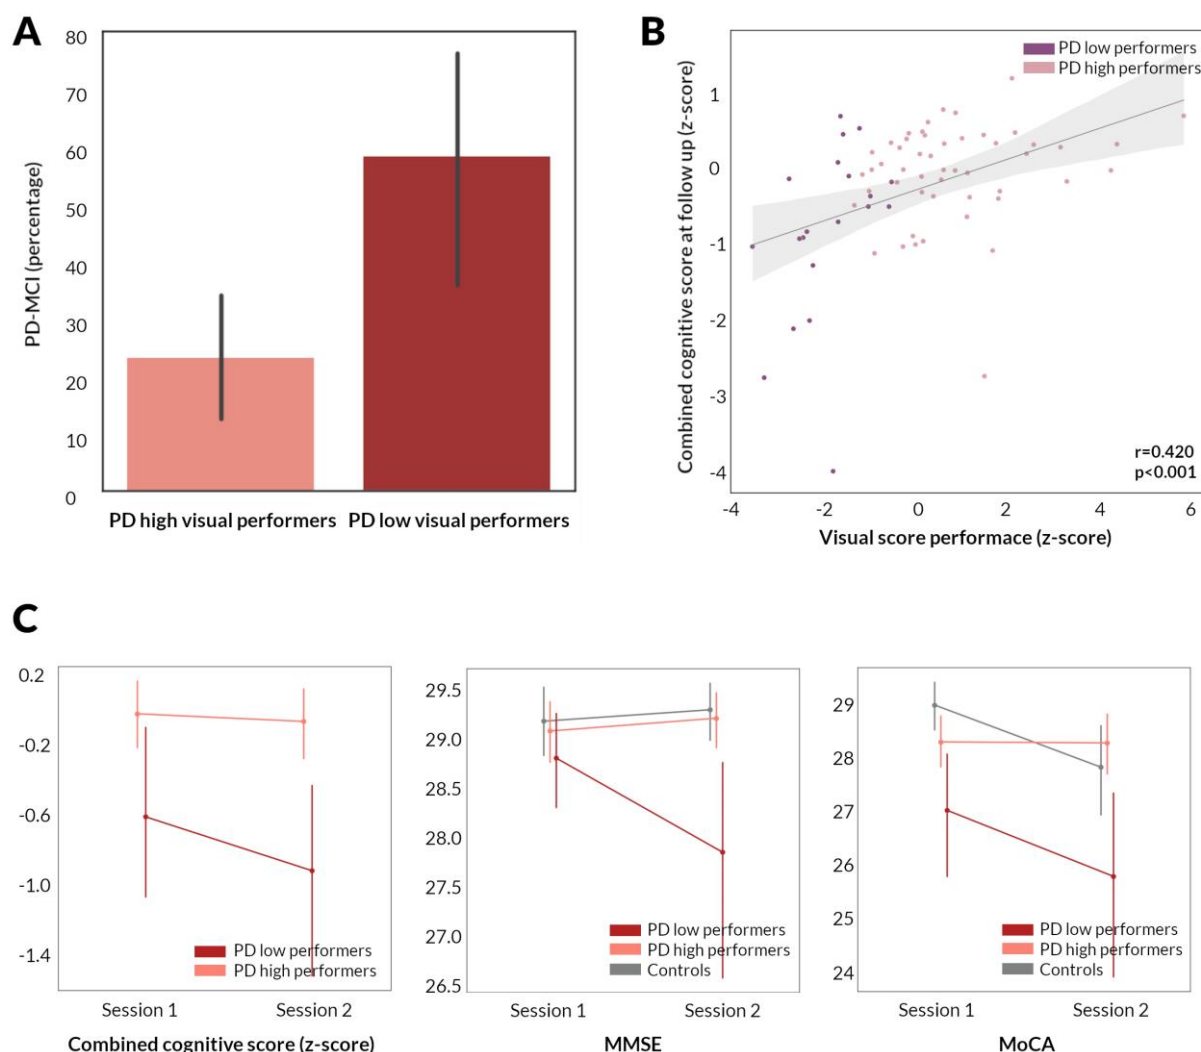 A
80
70
60
50
40
30
20
10
0
PD-MCI (percentage)
PD high visual performers
PD low visual performers
B
PD low performers
PD high performers
Combined cognitive score at follow up (z-score)
1
0
-1
-2
-3
-4
r=0.420
p<0.001
-4
-2
0
2
4
6
Visual score performace (z-score)
C
0.2
-0.2
-0.6
-1.0
-1.4
PD low performers
PD high performers
Session 1
Session 2
Combined cognitive score (z-score)
29.5
29.0
28.5
28.0
27.5
27.0
26.5
PD low performers
PD high performers
Controls
Session 1
Session 2
MMSE
29
28
27
26
25
24
PD low performers
PD high performers
Controls
Session 1
Session 2
MoCA